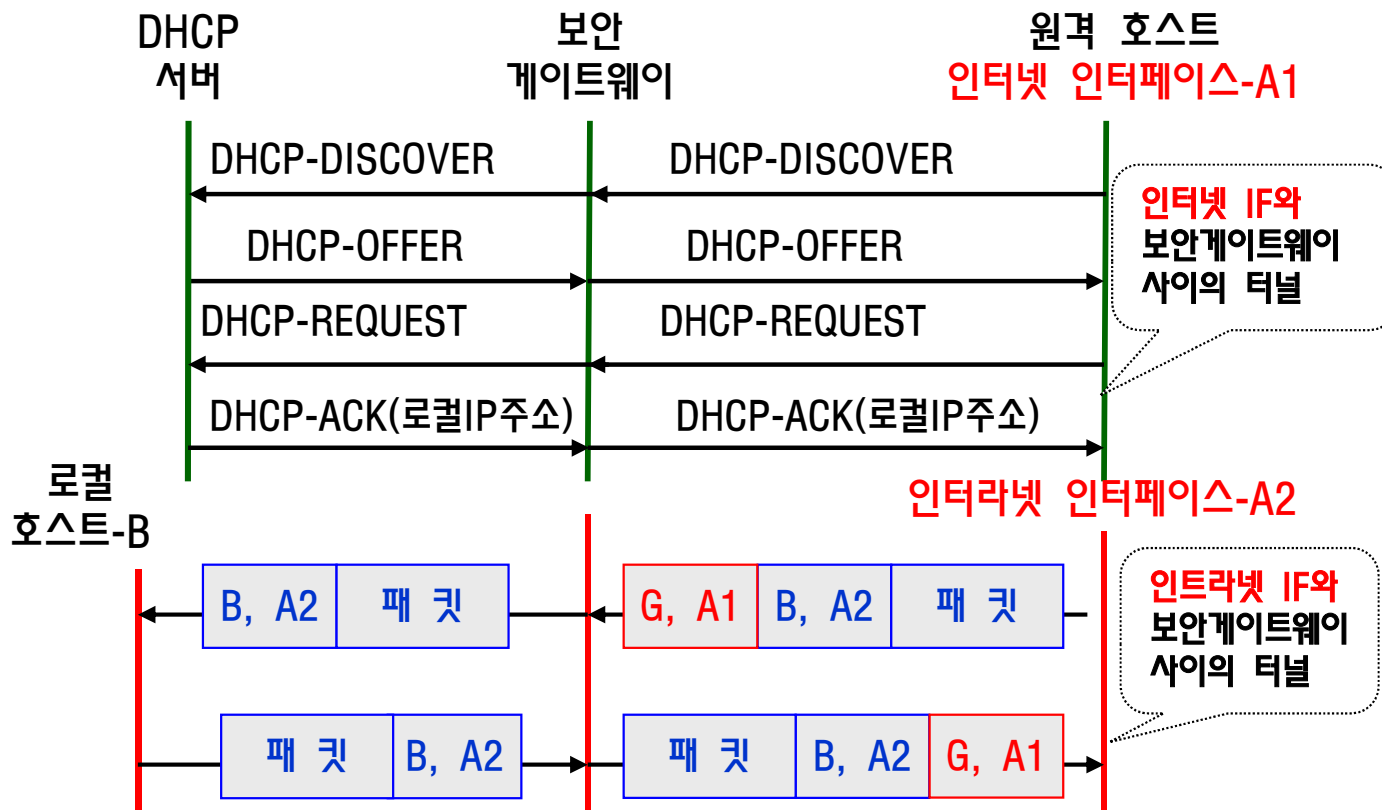 DHCP
서버
보안
게이트웨이
원격 호스트
인터넷 인터페이스-A1
DHCP-DISCOVER
DHCP-DISCOVER
인터넷 IF와
보안게이트웨이
사이의 터널
DHCP-OFFER
DHCP-OFFER
DHCP-REQUEST
DHCP-REQUEST
DHCP-ACK(로컬IP주소)
DHCP-ACK(로컬IP주소)
로컬
호스트-B
인터라넷 인터페이스-A2
B, A2
패 킷
G, A1
B, A2
패 킷
인트라넷 IF와
보안게이트웨이
사이의 터널
패 킷
B, A2
패 킷
B, A2
G, A1